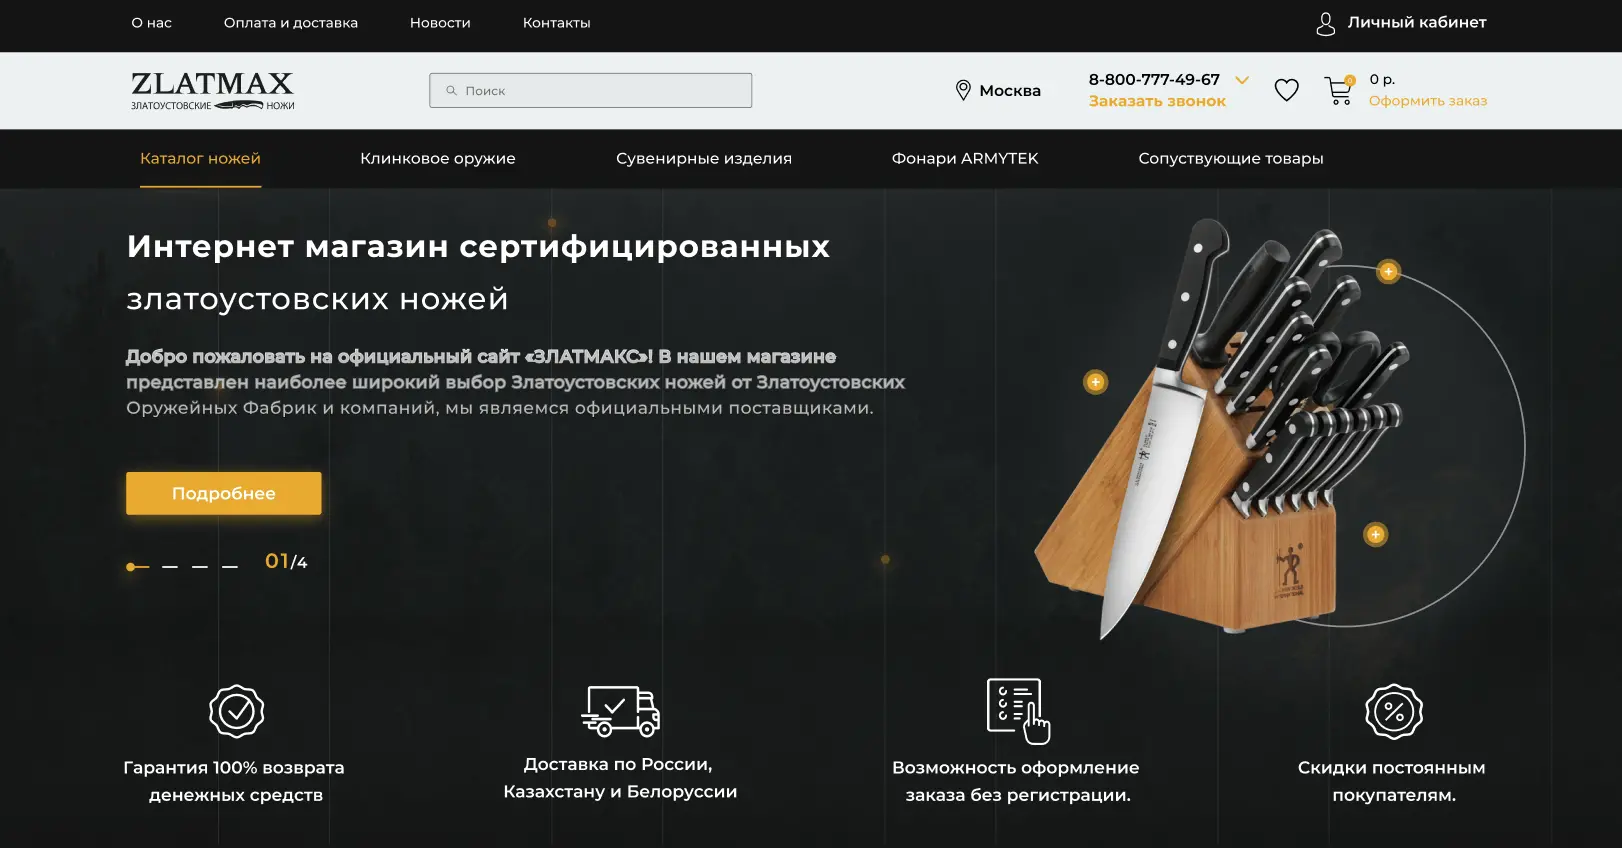 О нас
Оплата и доставка
Новости
Контакты
Личный кабинет
ZLATMAX
ЗЛАТОУСТОВСКИЕ НОЖИ
Поиск
Москва
8-800-777-49-67
Заказать звонок
0
0 р.
Оформить заказ
Каталог ножей
Клинковое оружие
Сувенирные изделия
Фонари ARMYTEK
Сопуствующие товары
Интернет магазин сертифицированных
златоустовских ножей
Добро пожаловать на официальный сайт «ЗЛАТМАКС»! В нашем магазине
представлен наиболее широкий выбор Златоустовских ножей от Златоустовских
Оружейных Фабрик и компаний, мы являемся официальными поставщиками.
Подробнее
01/4
Гарантия 100% возврата
денежных средств
Доставка по России,
Казахстану и Белоруссии
Возможность оформление
заказа без регистрации.
Скидки постоянным
покупателям.